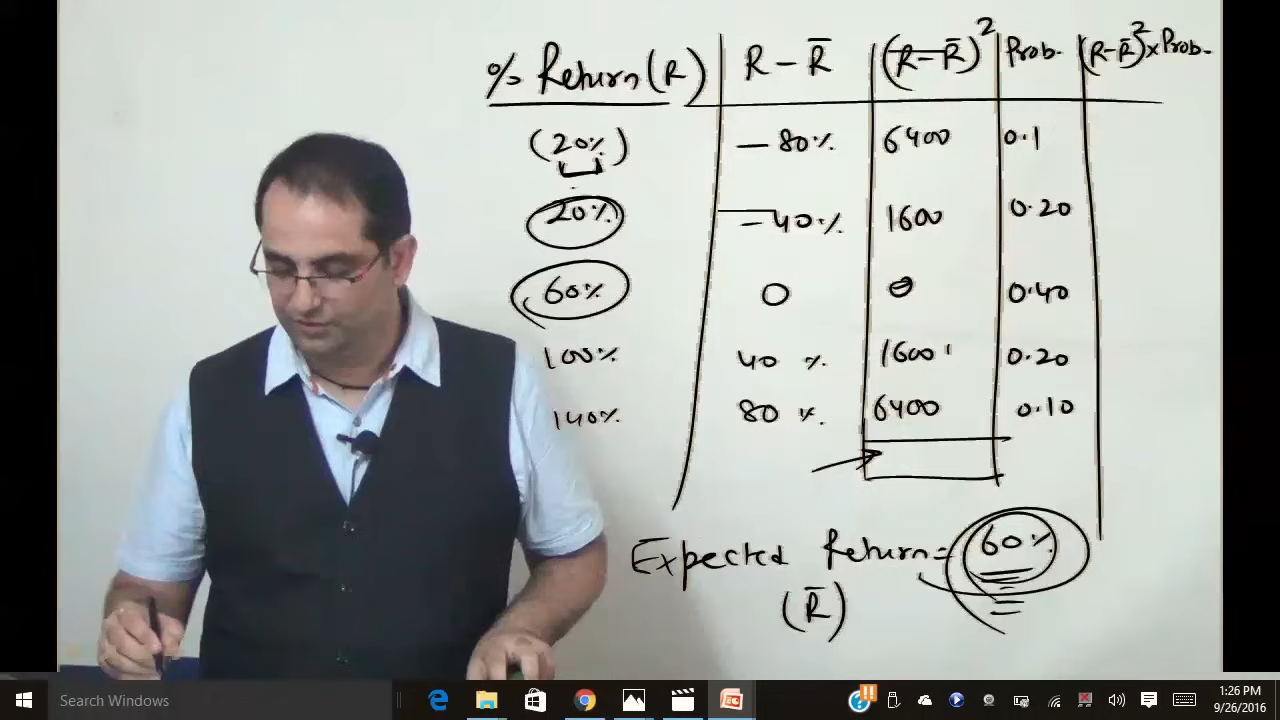 % Return (R) R - R̄ (R-R̄)² Prob. (R-R̄)² × Prob.
(20%) - 80% 6400 0.1
20% - 40% 1600 0.20
60% 0 0 0.40
100% 40 % 1600 0.20
140% 80 % 6400 0.10
Expected Return = 60%
(R̄)
Search Windows
1:26 PM
9/26/2016